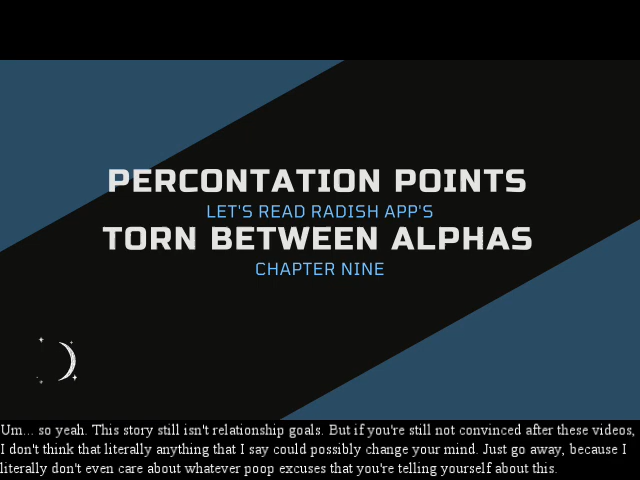 PERCONTATION POINTS
LET'S READ RADISH APP'S
TORN BETWEEN ALPHAS
CHAPTER NINE
Um... so yeah. This story still isn't relationship goals. But if you're still not convinced after these videos,
I don't think that literally anything that I say could possibly change your mind. Just go away, because I
literally don't even care about whatever poop excuses that you're telling yourself about this.